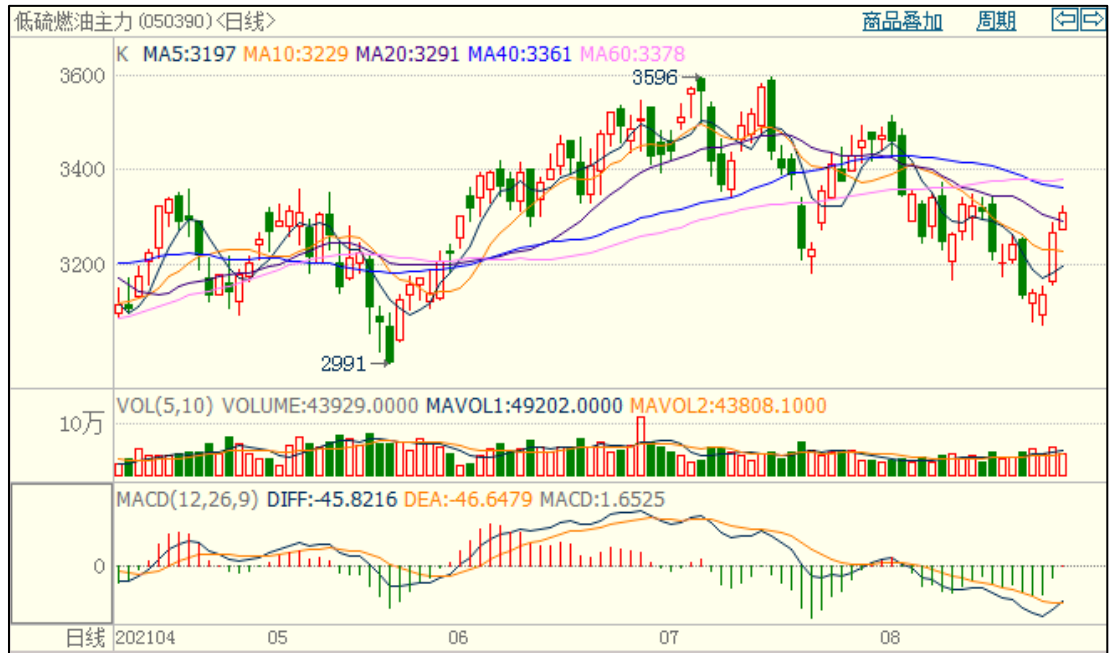 低硫燃油主力 (050390)<日线> 商品叠加 周期
K MA5:3197 MA10:3229 MA20:3291 MA40:3361 MA60:3378
3600
3596
3400
3200
2991
VOL(5,10) VOLUME:43929.0000 MAVOL1:49202.0000 MAVOL2:43808.1000
10万
MACD(12,26,9) DIFF:-45.8216 DEA:-46.6479 MACD:1.6525
0
日线 202104 05 06 07 08